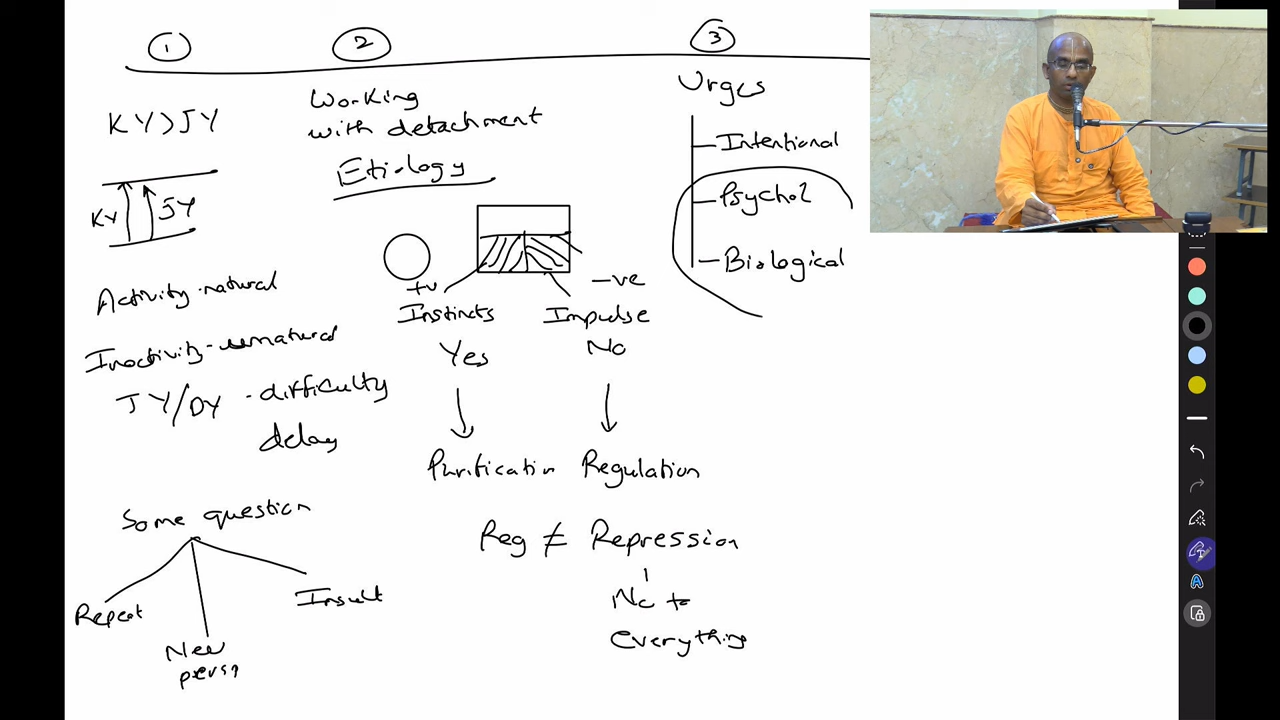 1
2
3
KY > JY
KY JY
Activity - natural
Inactivity - unnatural
JY/DY - difficulty
delay
Some question
Repeat
New
persn
Insult
Working
with detachment
Etiology
+v
Instincts
Yes
Purification
-ve
Impulse
No
Regulation
Reg ≠ Repression
No to
everything
Urges
Intentional
Psychol
Biological
A